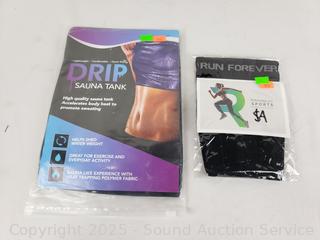 DRIP
SAUNA TANK
High quality sauna tank
Accelerates body heat to
promote sweating
HELPS SHED
WATER WEIGHT
GREAT FOR EXERCISE AND
EVERYDAY ACTIVITY
SAUNA LIKE EXPERIENCE WITH
HEAT TRAPPING POLYMER FABRIC
RUN FOREVER
SPORTS
Copyright 2025 - Sound Auction Service